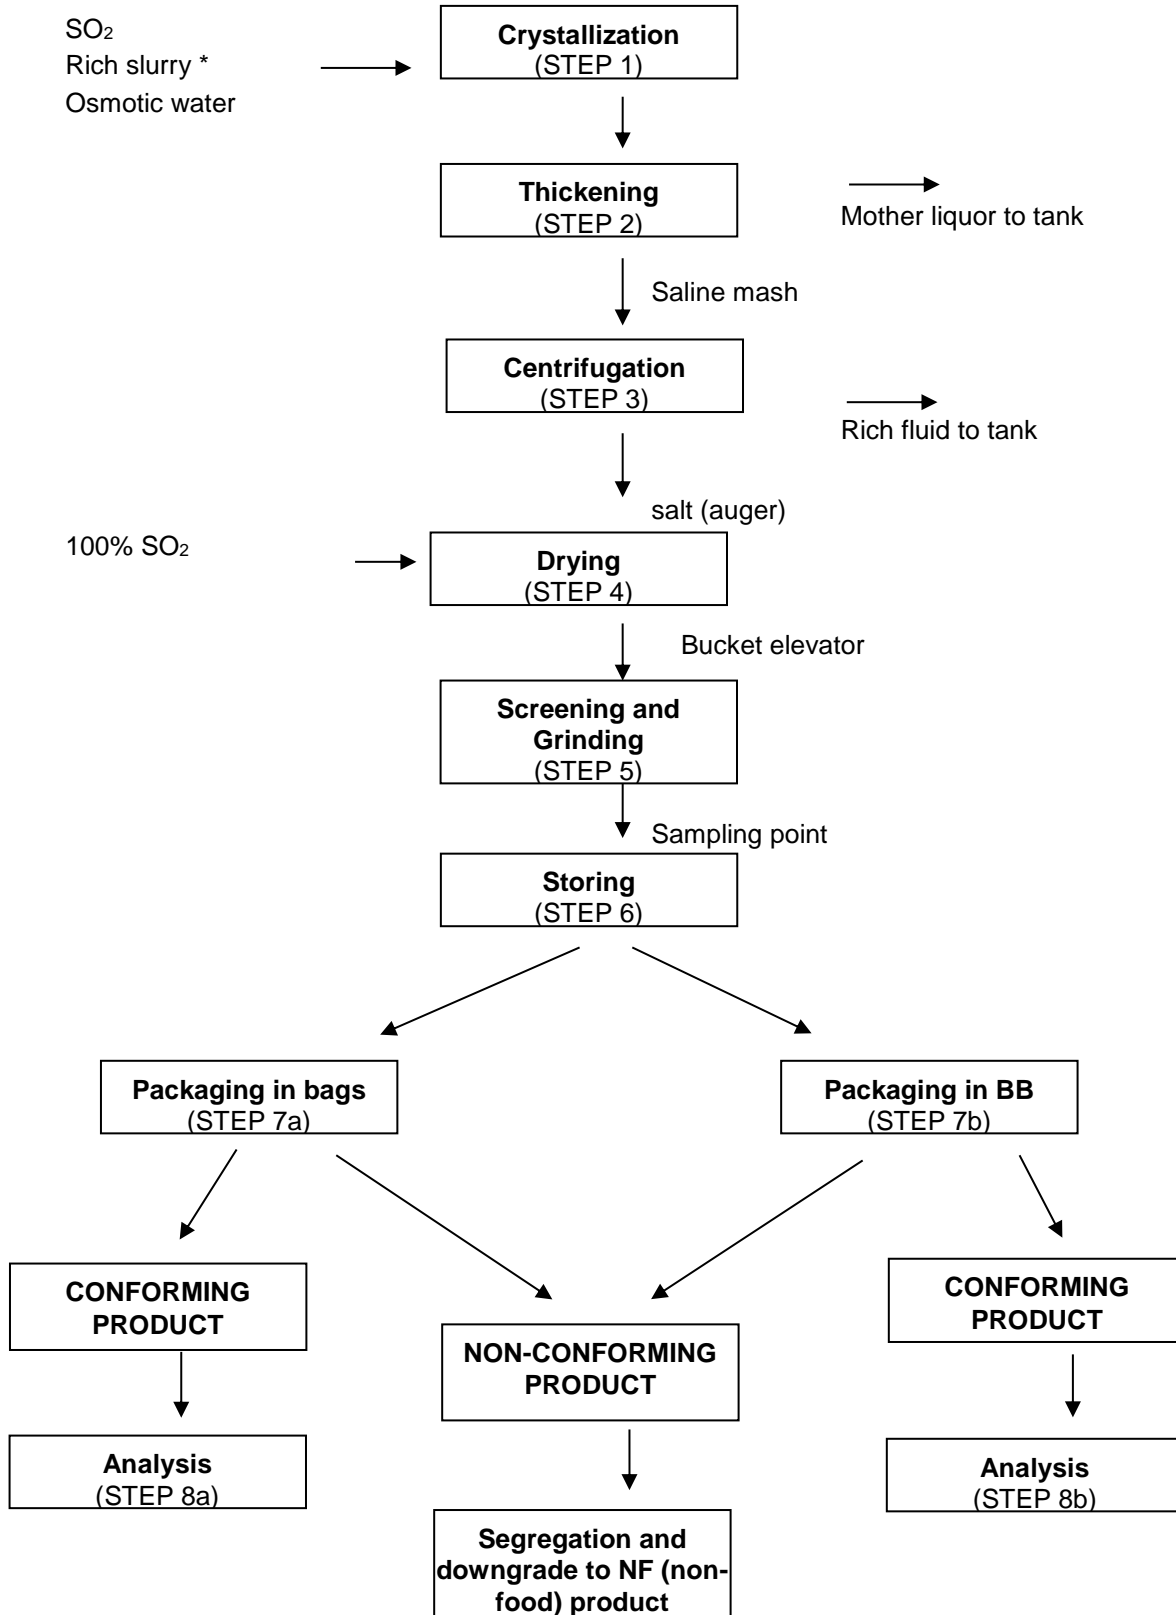 SO2
Rich slurry *
Osmotic water
Crystallization
(STEP 1)
Thickening
(STEP 2)
Mother liquor to tank
Saline mash
Centrifugation
(STEP 3)
Rich fluid to tank
salt (auger)
100% SO2
Drying
(STEP 4)
Bucket elevator
Screening and
Grinding
(STEP 5)
Sampling point
Storing
(STEP 6)
Packaging in bags
(STEP 7a)
Packaging in BB
(STEP 7b)
CONFORMING
PRODUCT
NON-CONFORMING
PRODUCT
CONFORMING
PRODUCT
Analysis
(STEP 8a)
Analysis
(STEP 8b)
Segregation and
downgrade to NF (non-
food) product